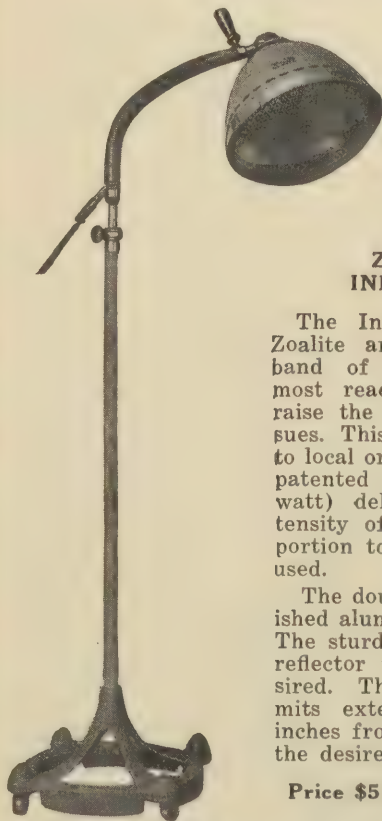 Z
INI
The In
Zoalite ar
band of
most reac
raise the
sues. This
to local or
patented
watt) del
tensity of
portion to
used.
The dou
ished alun
The sturd
reflector
sired. Th
mits exte
inches fro
the desire
Price $5